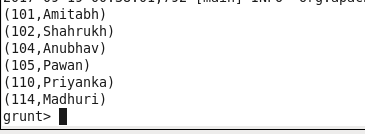 (101,Amitabh)
(102,Shahrukh)
(104,Anubhav)
(105,Pawan)
(110,Priyanka)
(114,Madhuri)
grunt>